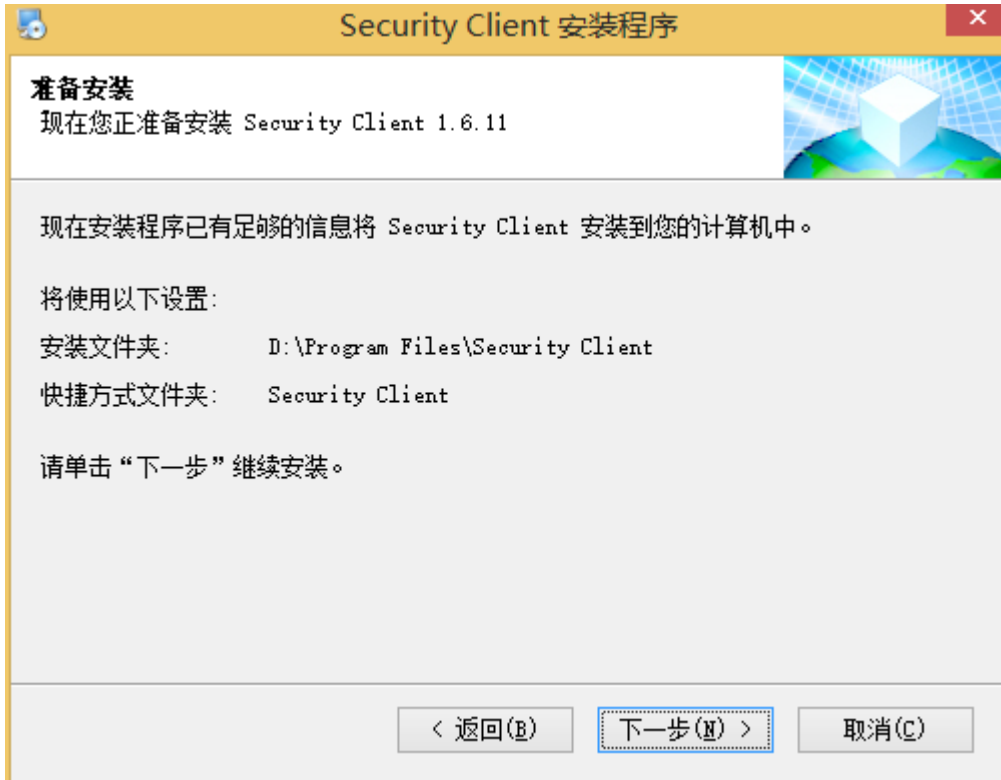 Security Client 安装程序
准备安装
现在您正准备安装 Security Client 1.6.11
现在安装程序已有足够的信息将 Security Client 安装到您的计算机中。
将使用以下设置:
安装文件夹: D:\Program Files\Security Client
快捷方式文件夹: Security Client
请单击“下一步”继续安装。
< 返回(B) 下一步(N) > 取消(C)